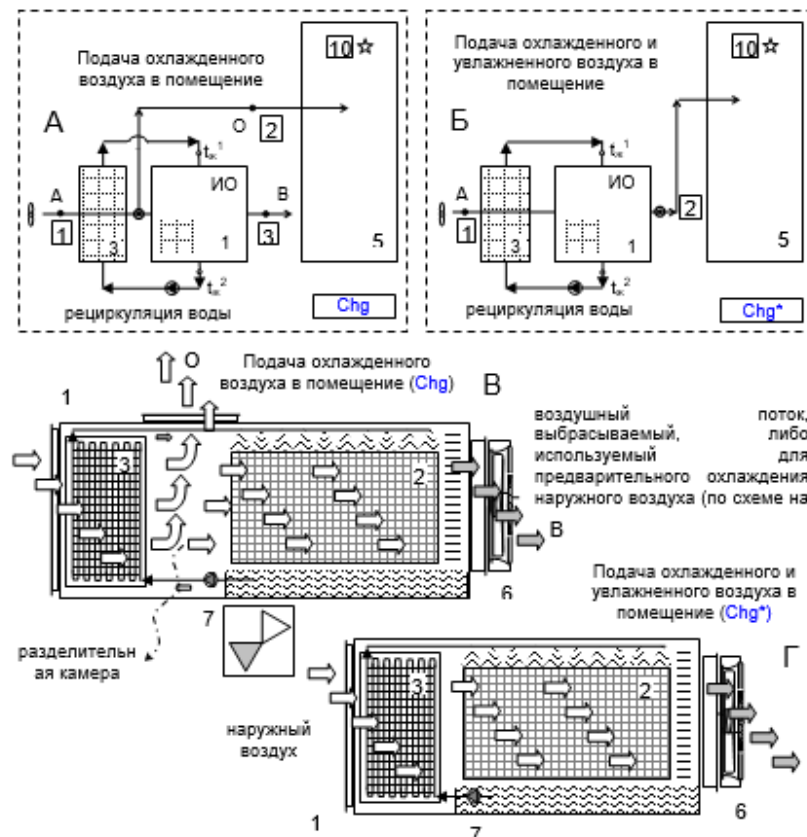 Подача охлажденного
воздуха в помещение
10
А
О
2
tж¹
ИО
А
В
1
3
3
1
5
tж²
рециркуляция воды
Chg
Подача охлажденного и
увлажненного воздуха в
помещение
10
Б
tж¹
ИО
А
1
2
3
1
5
tж²
рециркуляция воды
Chg*
О
Подача охлажденного
воздуха в помещение (Chg)
В
1
3
2
воздушный поток,
выбрасываемый, либо
используемый для
предварительного охлаждения
наружного воздуха (по схеме на
В
6
7
разделительн
ая камера
Подача охлажденного и
увлажненного воздуха в
помещение (Chg*)
Г
3
2
наружный
воздух
1
7
6